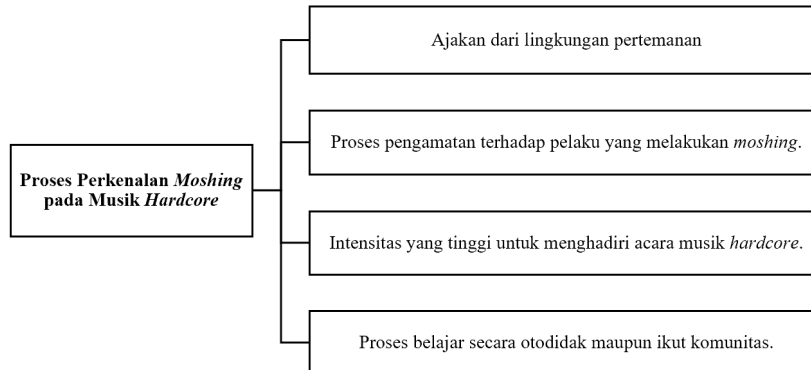 Ajakan dari lingkungan pertemanan
Proses pengamatan terhadap pelaku yang melakukan moshing.
Proses Perkenalan Moshing
pada Musik Hardcore
Intensitas yang tinggi untuk menghadiri acara musik hardcore.
Proses belajar secara otodidak maupun ikut komunitas.